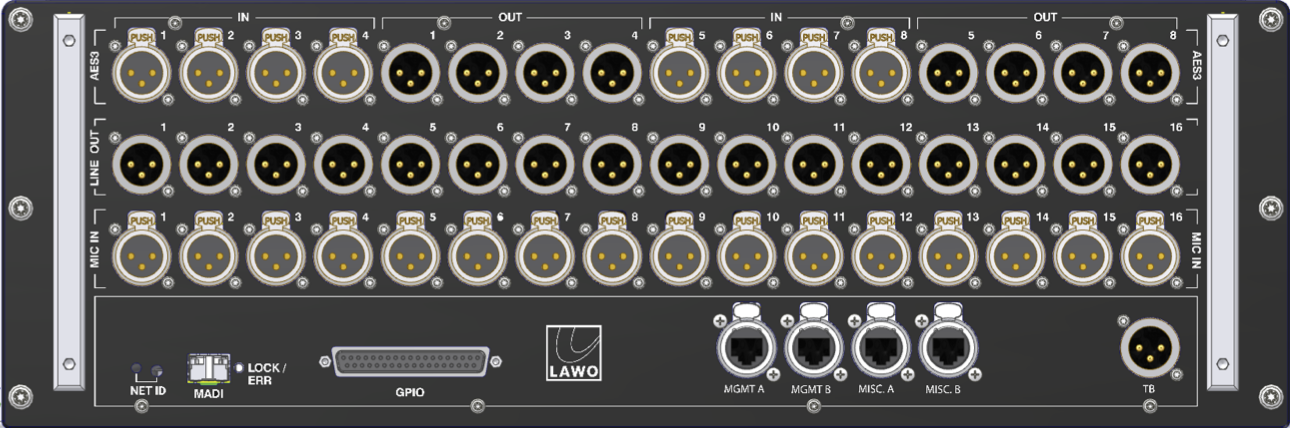 IN OUT IN OUT
AES3 PUSH 1 PUSH 2 PUSH 3 PUSH 4 1 2 3 4 PUSH 5 PUSH 6 PUSH 7 PUSH 8 5 6 7 8 AES3
LINE OUT 1 2 3 4 5 6 7 8 9 10 11 12 13 14 15 16
MIC IN PUSH 1 PUSH 2 PUSH 3 PUSH 4 PUSH 5 PUSH 6 PUSH 7 PUSH 8 PUSH 9 PUSH 10 PUSH 11 PUSH 12 PUSH 13 PUSH 14 PUSH 15 PUSH 16 MIC IN
NET ID
MADI
LOCK /
ERR
GPIO
LAWO
MGMT A MGMT B MISC. A MISC. B
TB